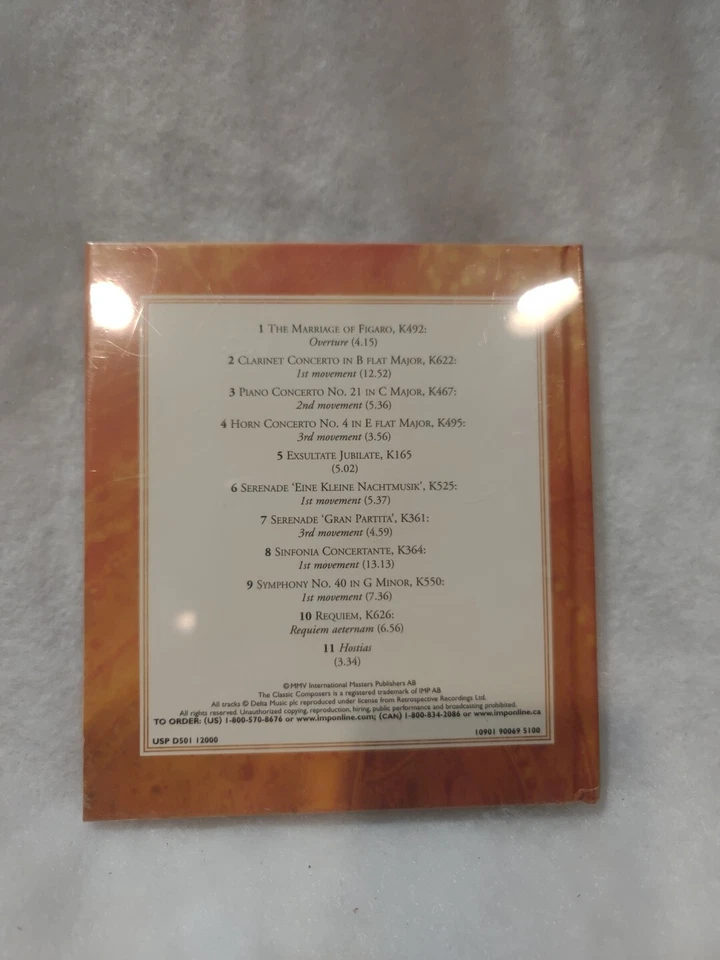 1 The Marriage of Figaro, K492:
Overture (4.15)
2 Clarinet Concerto in B flat Major, K622:
1st movement (12.52)
3 Piano Concerto No. 21 in C Major, K467:
2nd movement (5.36)
4 Horn Concerto No. 4 in E flat Major, K495:
3rd movement (3.56)
5 Exsultate Jubilate, K165
(5.02)
6 Serenade ‘Eine Kleine Nachtmusik’, K525:
1st movement (5.37)
7 Serenade ‘Gran Partita’, K361:
3rd movement (4.59)
8 Sinfonia Concertante, K364:
1st movement (13.13)
9 Symphony No. 40 in G Minor, K550:
1st movement (7.36)
10 Requiem, K626:
Requiem aeternam (6.56)
11 Hostias
(3.34)
©MMV International Masters Publishers AB
The Classic Composers is a registered trademark of IMP AB
All tracks © Delta Music plc reproduced under license from Retrospective Recordings Ltd.
All rights reserved. Unauthorized copying, reproduction, hiring, public performance and broadcasting prohibited.
TO ORDER: (US) 1-800-570-8676 or www.imponline.com; (CAN) 1-800-834-2086 or www.imponline.ca
USP D501 12000
10901 90069 5100